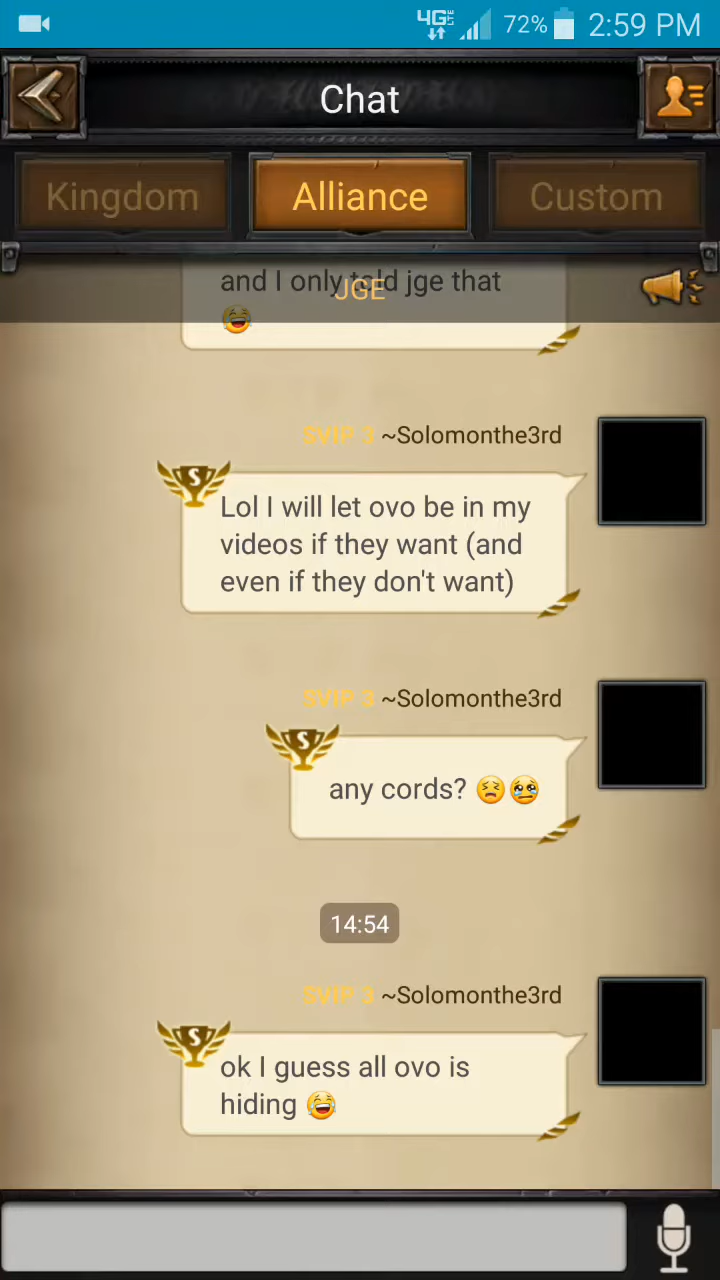 4G LTE 72% 2:59 PM
Chat
Kingdom Alliance Custom
and I only told jge that
JGE
😂
SVIP 3 ~Solomonthe3rd
S
Lol I will let ovo be in my
videos if they want (and
even if they don't want)
SVIP 3 ~Solomonthe3rd
S
any cords? 😣😢
14:54
SVIP 3 ~Solomonthe3rd
S
ok I guess all ovo is
hiding 😂